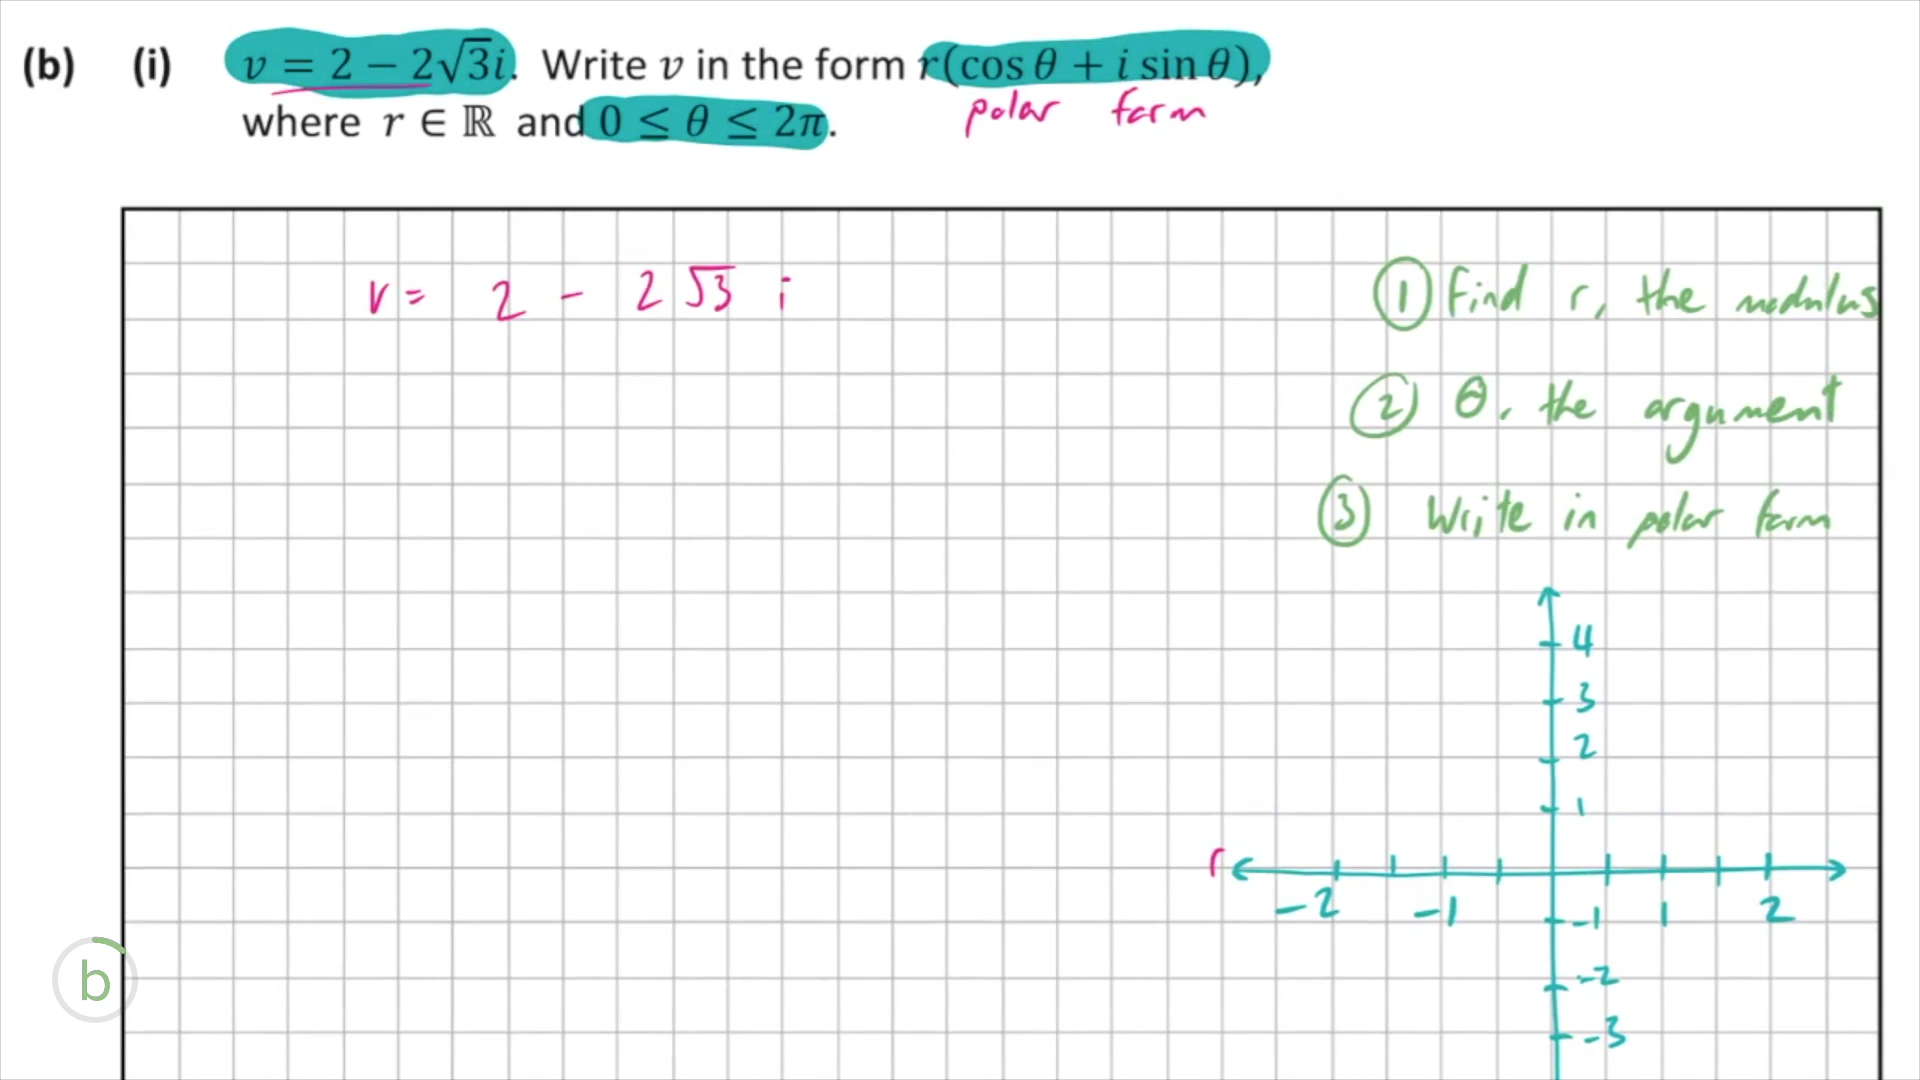 (b) (i) v = 2 − 2√3i. Write v in the form r(cos θ + i sin θ),
where r ∈ ℝ and 0 ≤ θ ≤ 2π.
polar form
v = 2 - 2√3 i
① Find r, the modulus
② θ, the argument
③ Write in polar form
4
3
2
1
r
-2 -1 1 2
-1
-2
-3
b